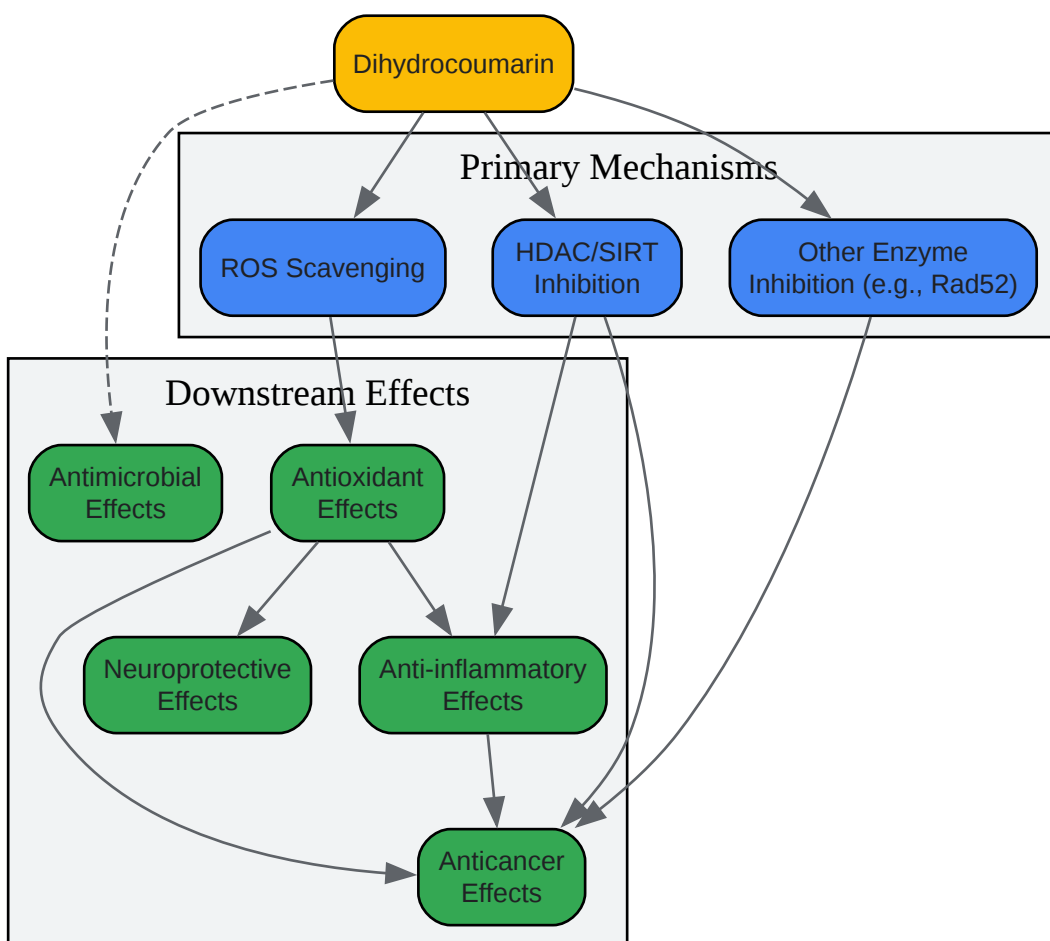 Dihydrocoumarin
Primary Mechanisms
ROS Scavenging
HDAC/SIRT
Inhibition
Other Enzyme
Inhibition (e.g., Rad52)
Downstream Effects
Antimicrobial
Effects
Antioxidant
Effects
Neuroprotective
Effects
Anti-inflammatory
Effects
Anticancer
Effects